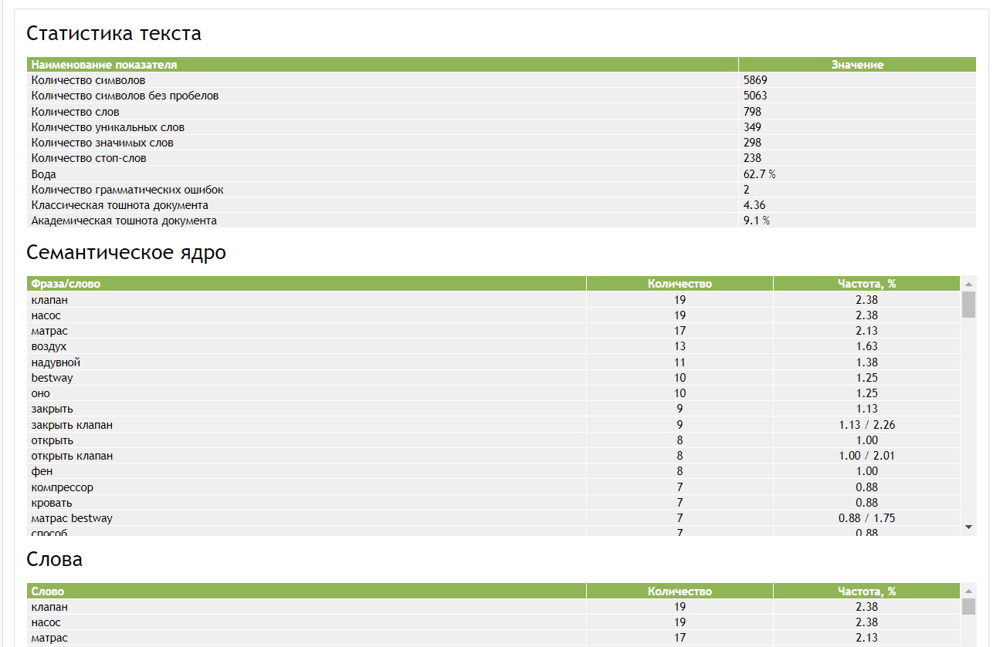 Статистика текста
Наименование показателя Значение
Количество символов 5869
Количество символов без пробелов 5063
Количество слов 798
Количество уникальных слов 349
Количество значимых слов 298
Количество стоп-слов 238
Вода 62.7 %
Количество грамматических ошибок 2
Классическая тошнота документа 4.36
Академическая тошнота документа 9.1 %
Семантическое ядро
Фраза/слово Количество Частота, %
клапан 19 2.38
насос 19 2.38
матрас 17 2.13
воздух 13 1.63
надувной 11 1.38
bestway 10 1.25
оно 10 1.25
закрыть 9 1.13
закрыть клапан 9 1.13 / 2.26
открыть 8 1.00
открыть клапан 8 1.00 / 2.01
фен 8 1.00
компрессор 7 0.88
кровать 7 0.88
матрас bestway 7 0.88 / 1.75
способ 7 0.88
Слова
Слово Количество Частота, %
клапан 19 2.38
насос 19 2.38
матрас 17 2.13